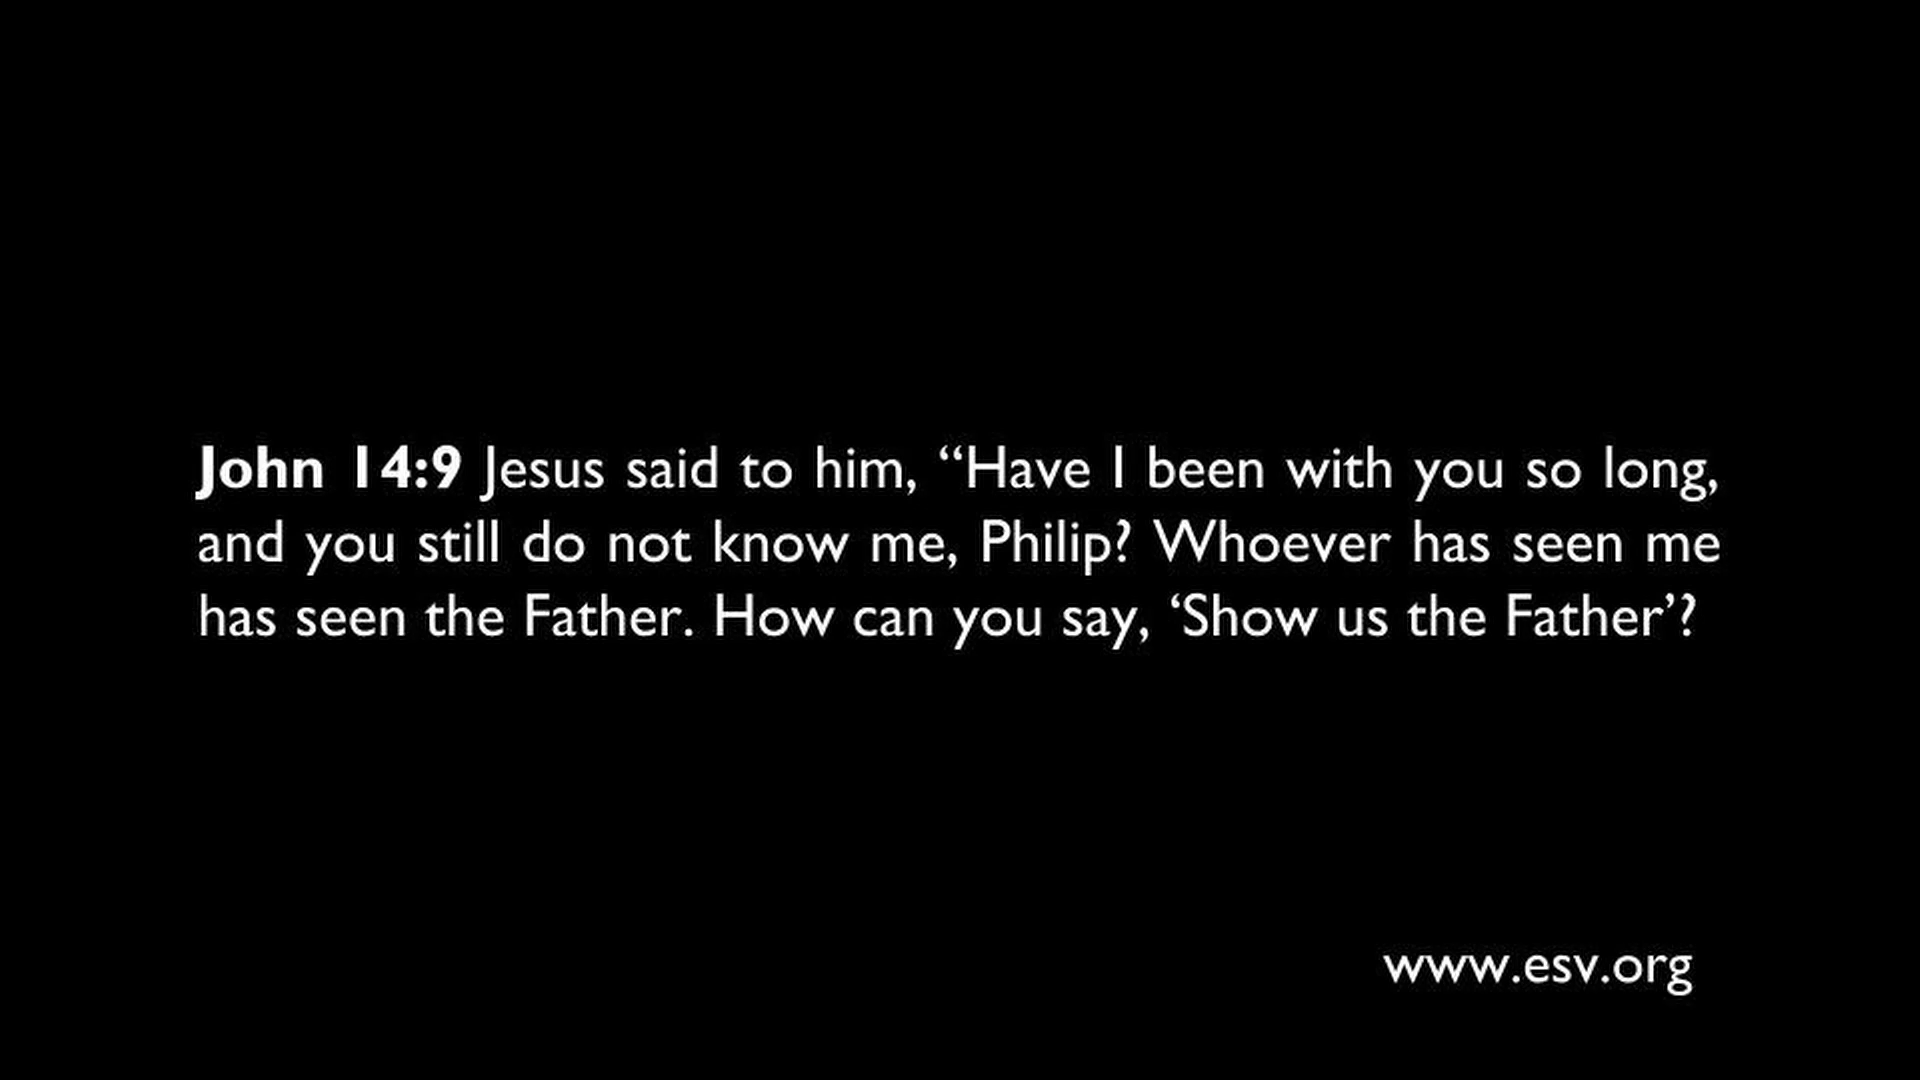 John 14:9 Jesus said to him, “Have I been with you so long,
and you still do not know me, Philip? Whoever has seen me
has seen the Father. How can you say, ‘Show us the Father’?
www.esv.org